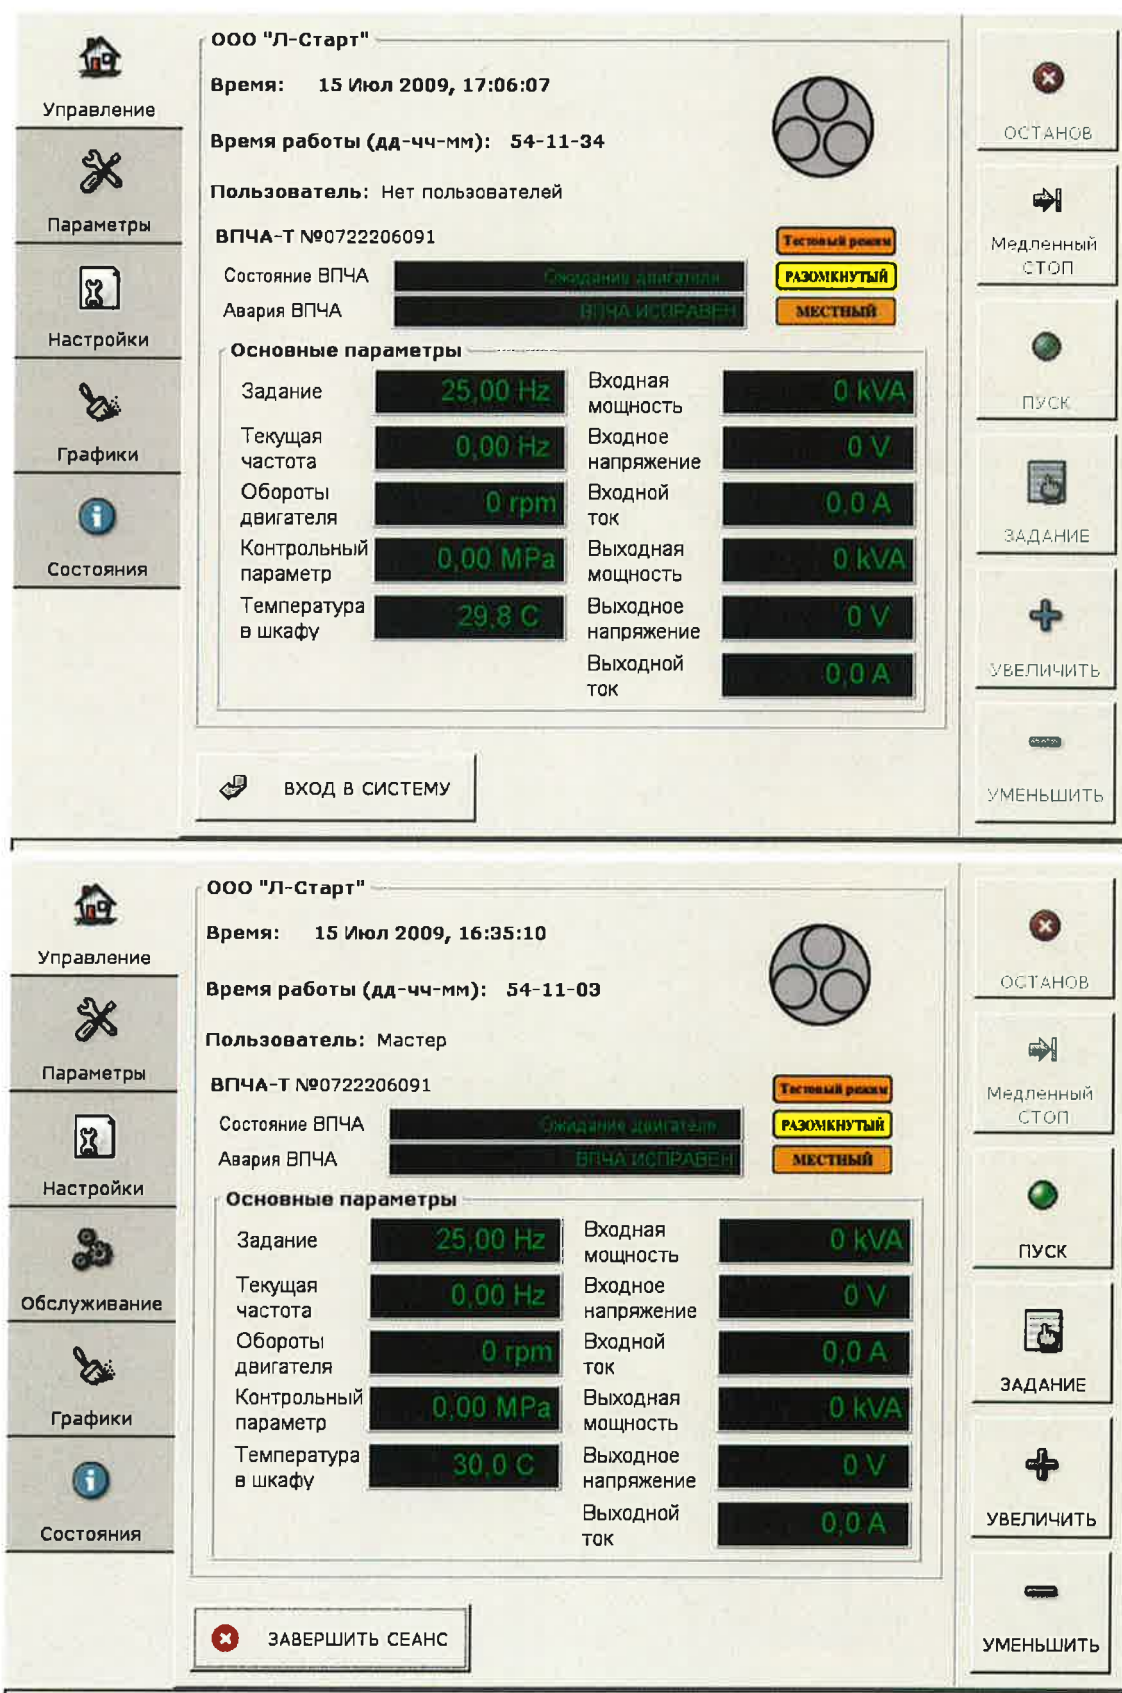 ООО "Л-Старт"
Время: 15 Июл 2009, 17:06:07
Время работы (дд-чч-мм): 54-11-34
Пользователь: Нет пользователей
ВПЧА-Т №0722206091
Тестовый режим
Состояние ВПЧА Ожидание двигателя
РАЗОМКНУТЫЙ
Авария ВПЧА ВПЧА ИСПРАВЕН
МЕСТНЫЙ
Управление
Параметры
Настройки
Графики
Состояния
Основные параметры
Задание 25,00 Hz
Текущая
частота 0,00 Hz
Обороты
двигателя 0 rpm
Контрольный
параметр 0,00 MPa
Температура
в шкафу 29,8 C
Входная
мощность 0 kVA
Входное
напряжение 0 V
Входной
ток 0,0 A
Выходная
мощность 0 kVA
Выходное
напряжение 0 V
Выходной
ток 0,0 A
ВХОД В СИСТЕМУ
ОСТАНОВ
Медленный
СТОП
ПУСК
ЗАДАНИЕ
УВЕЛИЧИТЬ
УМЕНЬШИТЬ
ООО "Л-Старт"
Время: 15 Июл 2009, 16:35:10
Время работы (дд-чч-мм): 54-11-03
Пользователь: Мастер
ВПЧА-Т №0722206091
Тестовый режим
Состояние ВПЧА Ожидание двигателя
РАЗОМКНУТЫЙ
Авария ВПЧА ВПЧА ИСПРАВЕН
МЕСТНЫЙ
Управление
Параметры
Настройки
Обслуживание
Графики
Состояния
Основные параметры
Задание 25,00 Hz
Текущая
частота 0,00 Hz
Обороты
двигателя 0 rpm
Контрольный
параметр 0,00 MPa
Температура
в шкафу 30,0 C
Входная
мощность 0 kVA
Входное
напряжение 0 V
Входной
ток 0,0 A
Выходная
мощность 0 kVA
Выходное
напряжение 0 V
Выходной
ток 0,0 A
ЗАВЕРШИТЬ СЕАНС
ОСТАНОВ
Медленный
СТОП
ПУСК
ЗАДАНИЕ
УВЕЛИЧИТЬ
УМЕНЬШИТЬ